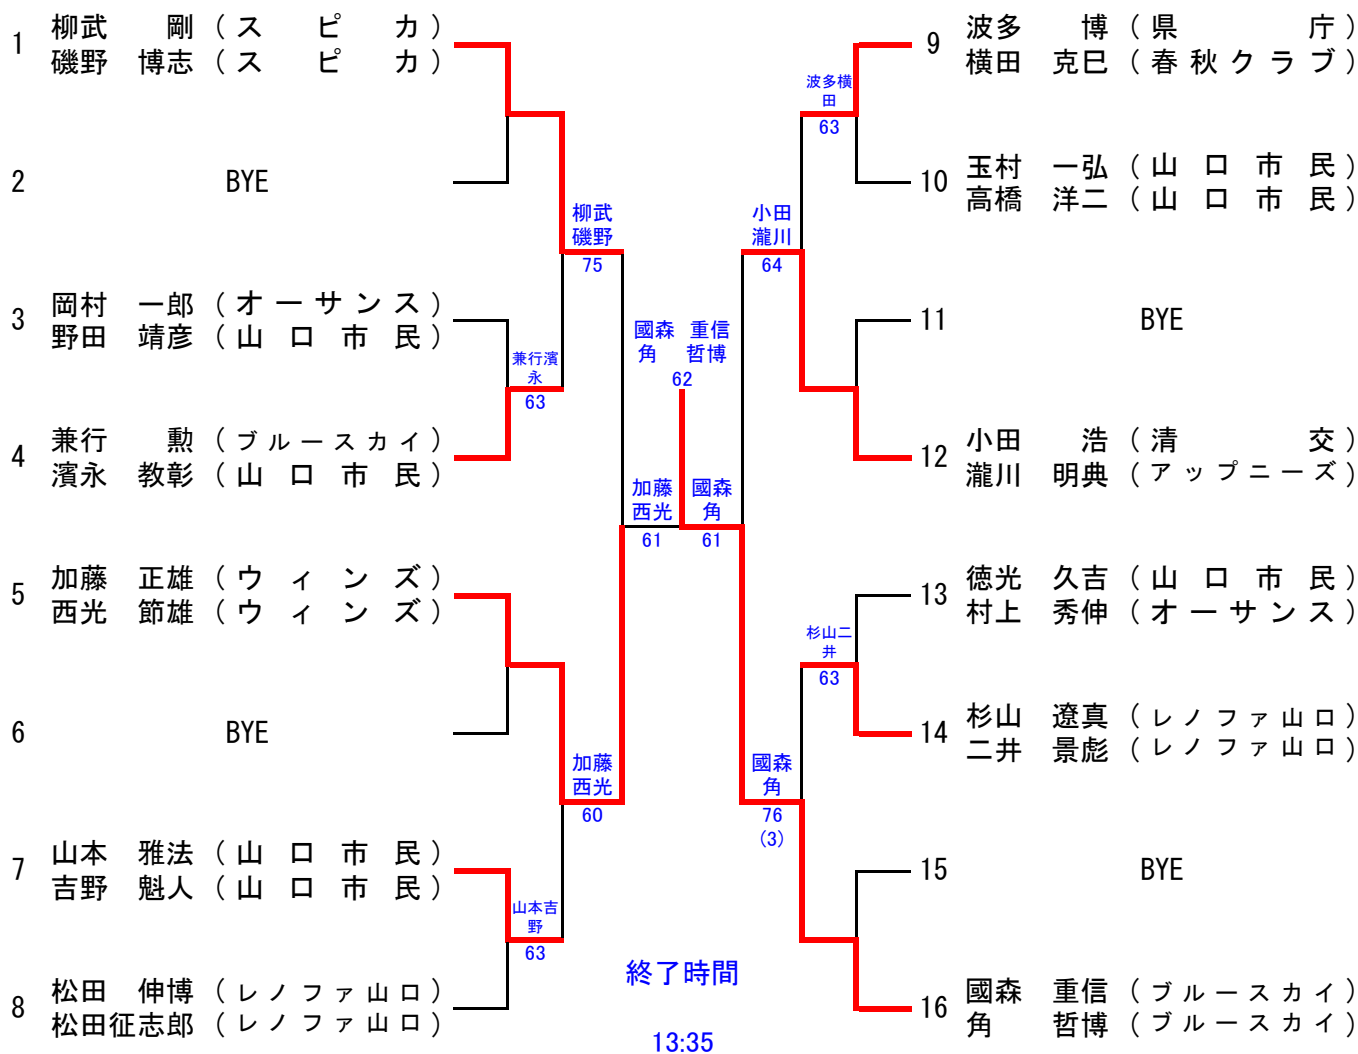 1 柳武 剛 (スピカ)
磯野 博志 (スピカ)
2 BYE
3 岡村 一郎 (オーサンス)
野田 靖彦 (山口市民)
4 兼行 勲 (ブルースカイ)
濱永 教彰 (山口市民)
5 加藤 正雄 (ウィンズ)
西光 節雄 (ウィンズ)
6 BYE
7 山本 雅法 (山口市民)
吉野 魁人 (山口市民)
8 松田 伸博 (レノファ山口)
松田征志郎 (レノファ山口)
兼行濱
永
63
山本吉
野
63
柳武
磯野
75
加藤
西光
60
加藤
西光
61
國森 重信
角 哲博
62
國森
角
61
小田
瀧川
64
國森
角
76
(3)
波多横
田
63
杉山二
井
63
9 波多 博 (県庁)
横田 克巳 (春秋クラブ)
10 玉村 一弘 (山口市民)
高橋 洋二 (山口市民)
11 BYE
12 小田 浩 (清交)
瀧川 明典 (アップニーズ)
13 徳光 久吉 (山口市民)
村上 秀伸 (オーサンス)
14 杉山 遼真 (レノファ山口)
二井 景彪 (レノファ山口)
15 BYE
16 國森 重信 (ブルースカイ)
角 哲博 (ブルースカイ)
終了時間
13:35